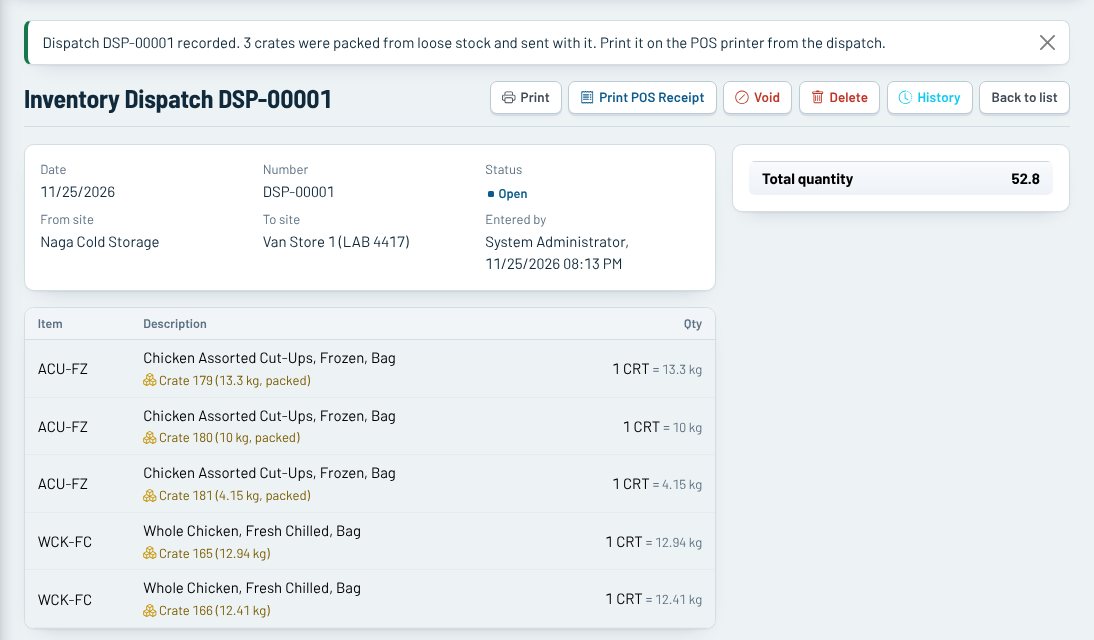 Dispatch DSP-00001 recorded. 3 crates were packed from loose stock and sent with it. Print it on the POS printer from the dispatch.
Inventory Dispatch DSP-00001
Print
Print POS Receipt
Void
Delete
History
Back to list
Date
Number
Status
11/25/2026
DSP-00001
Open
From site
To site
Entered by
Naga Cold Storage
Van Store 1 (LAB 4417)
System Administrator,
11/25/2026 08:13 PM
Total quantity 52.8
Item Description Qty
ACU-FZ Chicken Assorted Cut-Ups, Frozen, Bag 1 CRT = 13.3 kg
Crate 179 (13.3 kg, packed)
ACU-FZ Chicken Assorted Cut-Ups, Frozen, Bag 1 CRT = 10 kg
Crate 180 (10 kg, packed)
ACU-FZ Chicken Assorted Cut-Ups, Frozen, Bag 1 CRT = 4.15 kg
Crate 181 (4.15 kg, packed)
WCK-FC Whole Chicken, Fresh Chilled, Bag 1 CRT = 12.94 kg
Crate 165 (12.94 kg)
WCK-FC Whole Chicken, Fresh Chilled, Bag 1 CRT = 12.41 kg
Crate 166 (12.41 kg)